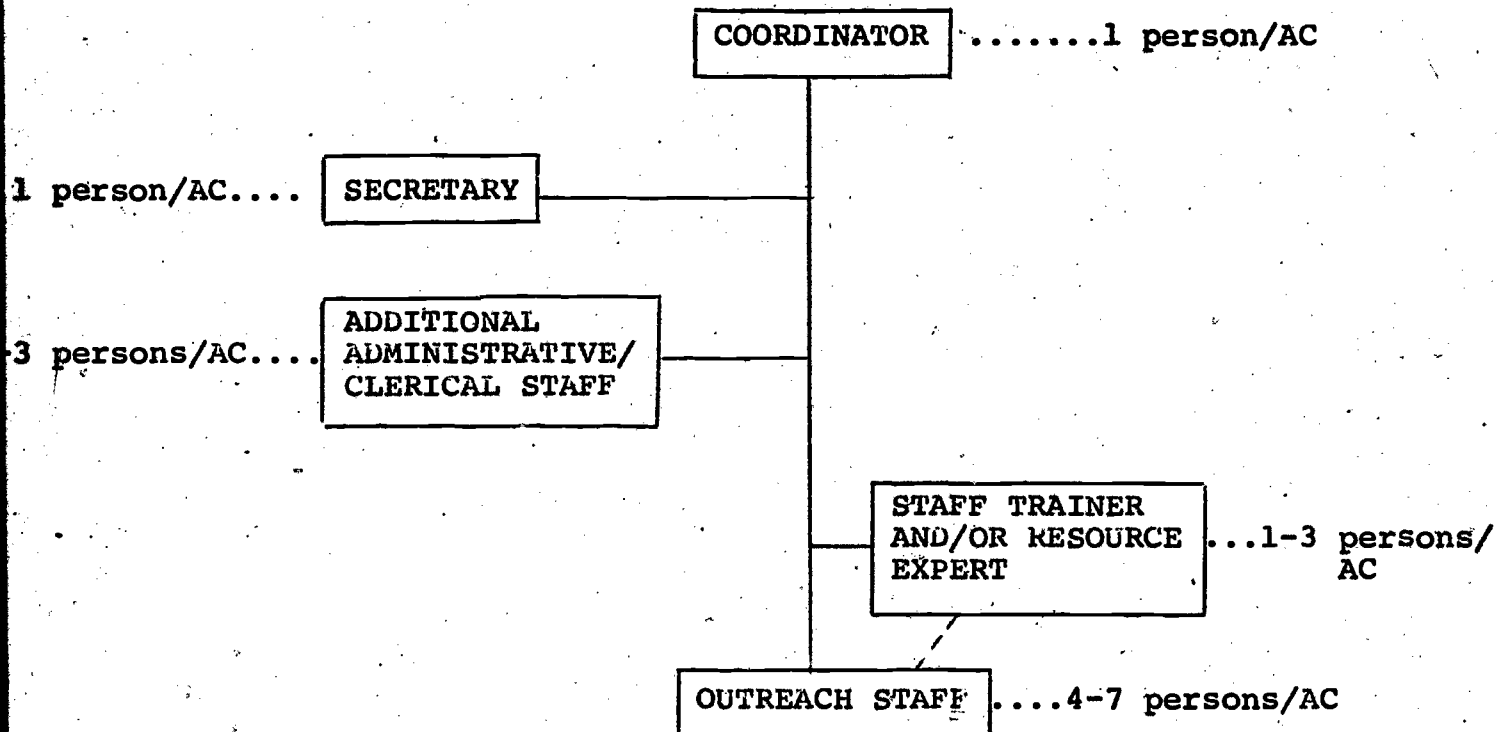 COORDINATOR .......1 person/AC
1 person/AC.... SECRETARY
-3 persons/AC.... ADDITIONAL
ADMINISTRATIVE/
CLERICAL STAFF
STAFF TRAINER
AND/OR RESOURCE ...1-3 persons/
EXPERT AC
OUTREACH STAFF ....4-7 persons/AC